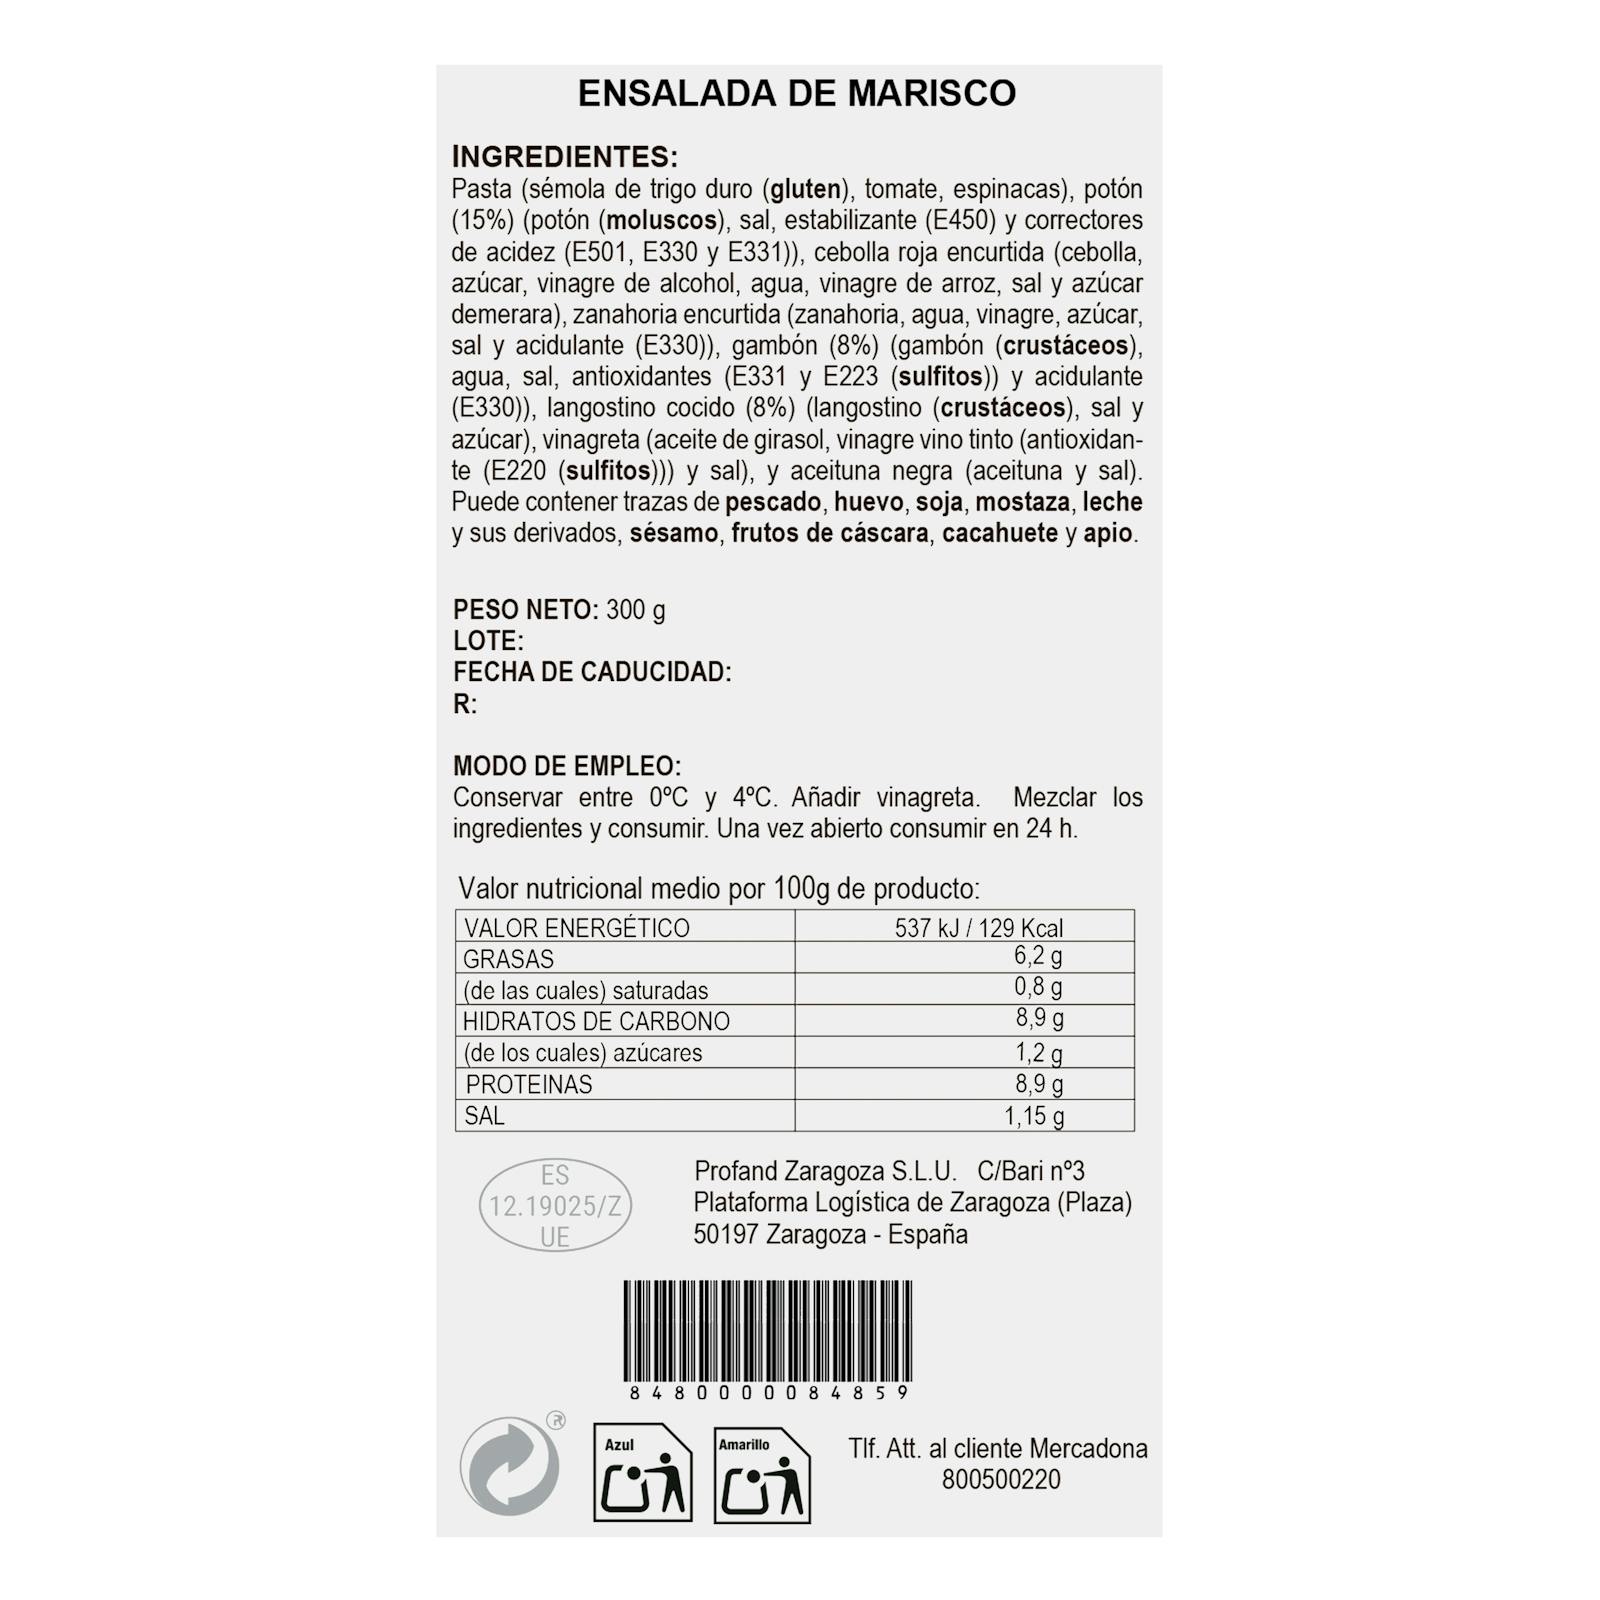 ENSALADA DE MARISCO
INGREDIENTES:
Pasta (sémola de trigo duro (gluten), tomate, espinacas), potón
(15%) (potón (moluscos), sal, estabilizante (E450) y correctores
de acidez (E501, E330 y E331)), cebolla roja encurtida (cebolla,
azúcar, vinagre de alcohol, agua, vinagre de arroz, sal y azúcar
demerara), zanahoria encurtida (zanahoria, agua, vinagre, azúcar,
sal y acidulante (E330)), gambón (8%) (gambón (crustáceos),
agua, sal, antioxidantes (E331 y E223 (sulfitos)) y acidulante
(E330)), langostino cocido (8%) (langostino (crustáceos), sal y
azúcar), vinagreta (aceite de girasol, vinagre vino tinto (antioxidan-
te (E220 (sulfitos))) y sal), y aceituna negra (aceituna y sal).
Puede contener trazas de pescado, huevo, soja, mostaza, leche
y sus derivados, sésamo, frutos de cáscara, cacahuete y apio.
PESO NETO: 300 g
LOTE:
FECHA DE CADUCIDAD:
R:
MODO DE EMPLEO:
Conservar entre 0ºC y 4ºC. Añadir vinagreta. Mezclar los
ingredientes y consumir. Una vez abierto consumir en 24 h.
Valor nutricional medio por 100g de producto:
VALOR ENERGÉTICO 537 kJ / 129 Kcal
GRASAS 6,2 g
(de las cuales) saturadas 0,8 g
HIDRATOS DE CARBONO 8,9 g
(de los cuales) azúcares 1,2 g
PROTEINAS 8,9 g
SAL 1,15 g
ES
12.19025/Z
UE
Profand Zaragoza S.L.U. C/Bari nº3
Plataforma Logística de Zaragoza (Plaza)
50197 Zaragoza - España
8480000084859
®
Azul
Amarillo
Tlf. Att. al cliente Mercadona
800500220